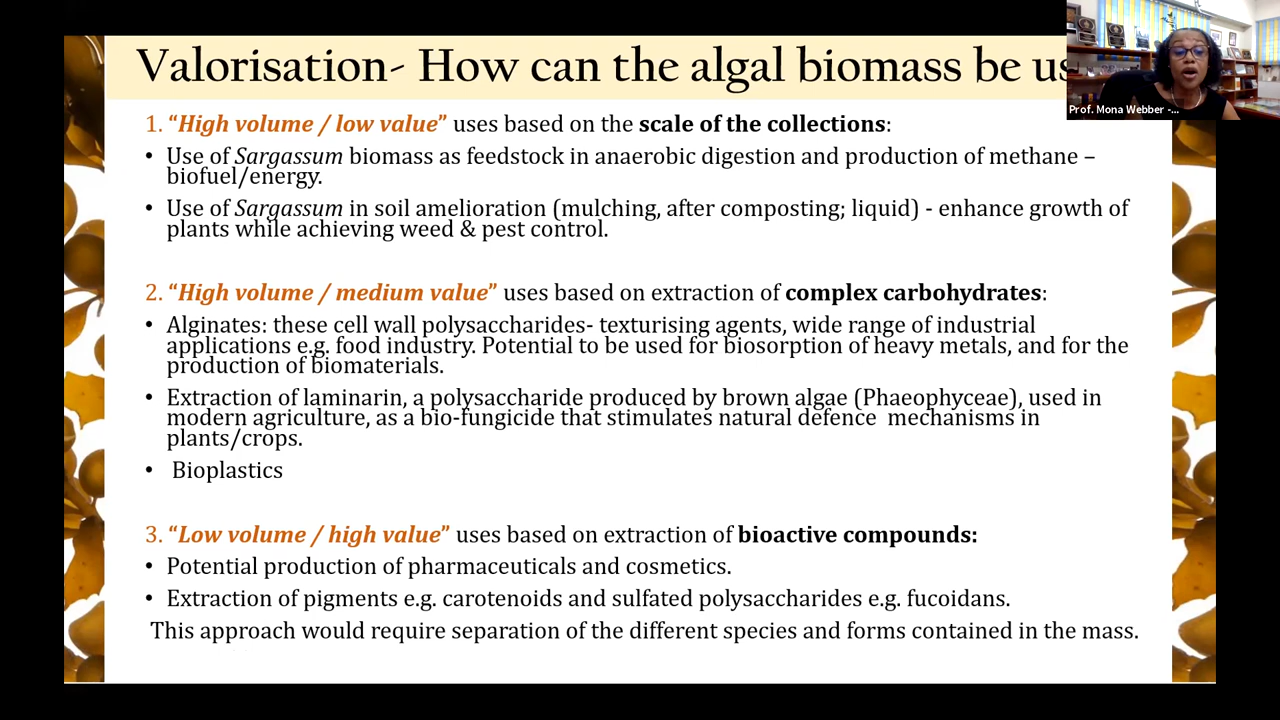 Valorisation- How can the algal biomass be us
Prof. Mona Webber -...
1. “High volume / low value” uses based on the scale of the collections:
• Use of Sargassum biomass as feedstock in anaerobic digestion and production of methane –
biofuel/energy.
• Use of Sargassum in soil amelioration (mulching, after composting; liquid) - enhance growth of
plants while achieving weed & pest control.
2. “High volume / medium value” uses based on extraction of complex carbohydrates:
• Alginates: these cell wall polysaccharides- texturising agents, wide range of industrial
applications e.g. food industry. Potential to be used for biosorption of heavy metals, and for the
production of biomaterials.
• Extraction of laminarin, a polysaccharide produced by brown algae (Phaeophyceae), used in
modern agriculture, as a bio-fungicide that stimulates natural defence mechanisms in
plants/crops.
• Bioplastics
3. “Low volume / high value” uses based on extraction of bioactive compounds:
• Potential production of pharmaceuticals and cosmetics.
• Extraction of pigments e.g. carotenoids and sulfated polysaccharides e.g. fucoidans.
This approach would require separation of the different species and forms contained in the mass.